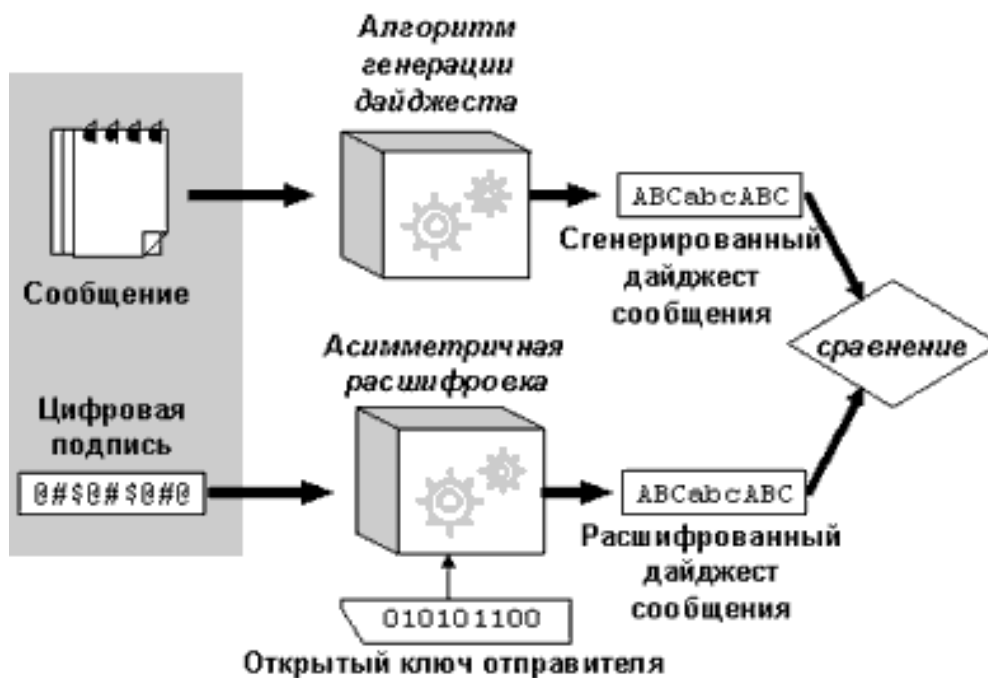 Алгоритм
генерации
дайджеста
ABCabcABC
Сгенерированный
дайджест
сообщения
Сообщение
сравнение
Асимметричная
расшифровка
Цифровая
подпись
@#$@#$@#@
ABCabcABC
Расшифрованный
дайджест
сообщения
010101100
Открытый ключ отправителя